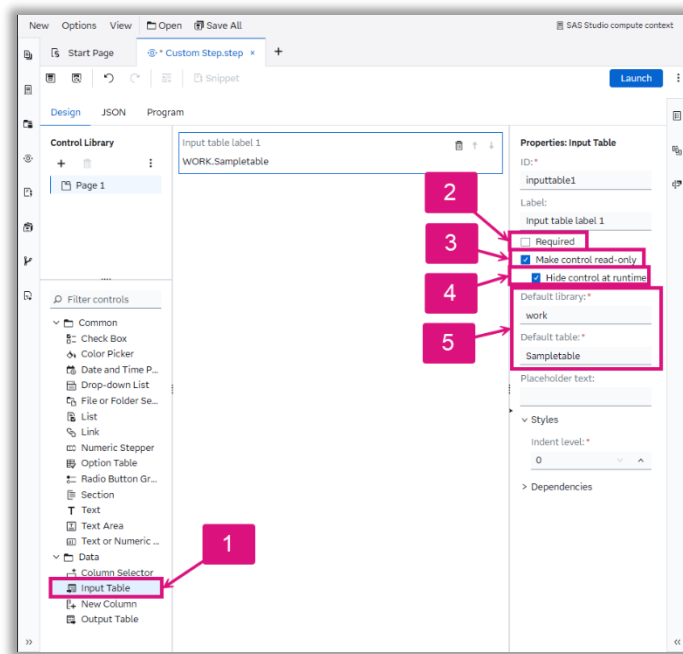 New Options View Open Save All SAS Studio compute context
Start Page * Custom Step.step × +
Snippet Launch
Design JSON Program
Control Library
Page 1
Filter controls
Common
Check Box
Color Picker
Date and Time P...
Drop-down List
File or Folder Se...
List
Link
Numeric Stepper
Option Table
Radio Button Gr...
Section
Text
Text Area
Text or Numeric ...
Data
Column Selector
Input Table
New Column
Output Table
1
Input table label 1
WORK.Sampletable
2
3
4
5
Properties: Input Table
ID:*
inputtable1
Label:
Input table label 1
Required
Make control read-only
Hide control at runtime
Default library:*
work
Default table:*
Sampletable
Placeholder text:
Styles
Indent level:*
0
Dependencies